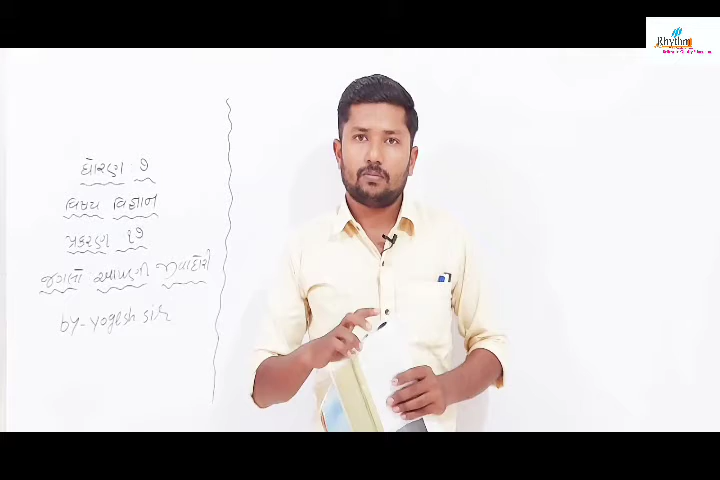 ધોરણ :- ૭
વિષય વિજ્ઞાન
પ્રકરણ ૧૭
જંગલો આપણી જીવાદોરી
by-yogesh sir
Rhythm